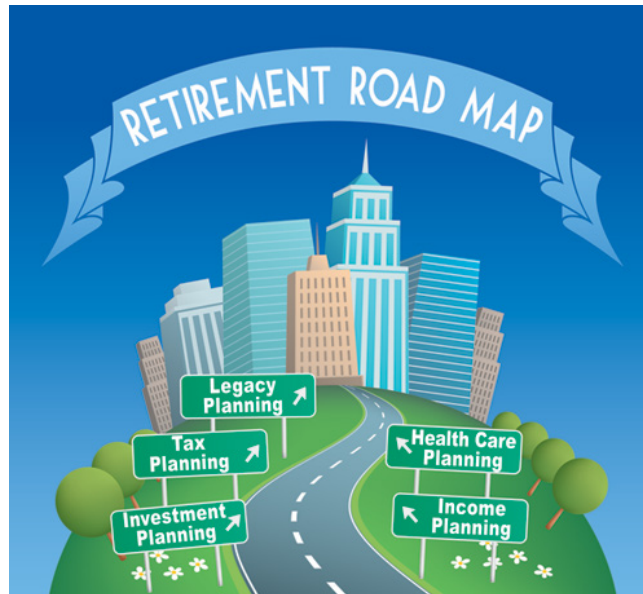 RETIREMENT ROAD MAP
Legacy
Planning
Tax
Planning
Investment
Planning
Health Care
Planning
Income
Planning